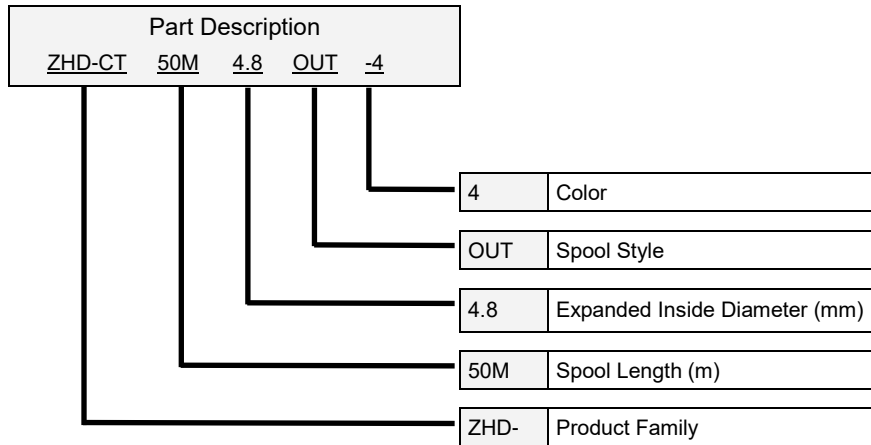 Part Description
ZHD-CT 50M 4.8 OUT -4
4 Color
OUT Spool Style
4.8 Expanded Inside Diameter (mm)
50M Spool Length (m)
ZHD- Product Family